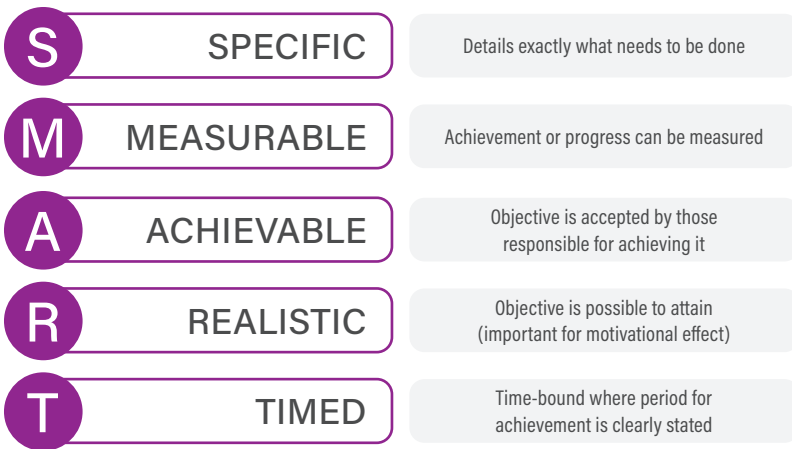 S SPECIFIC Details exactly what needs to be done
M MEASURABLE Achievement or progress can be measured
A ACHIEVABLE Objective is accepted by those
responsible for achieving it
R REALISTIC Objective is possible to attain
(important for motivational effect)
T TIMED Time-bound where period for
achievement is clearly stated